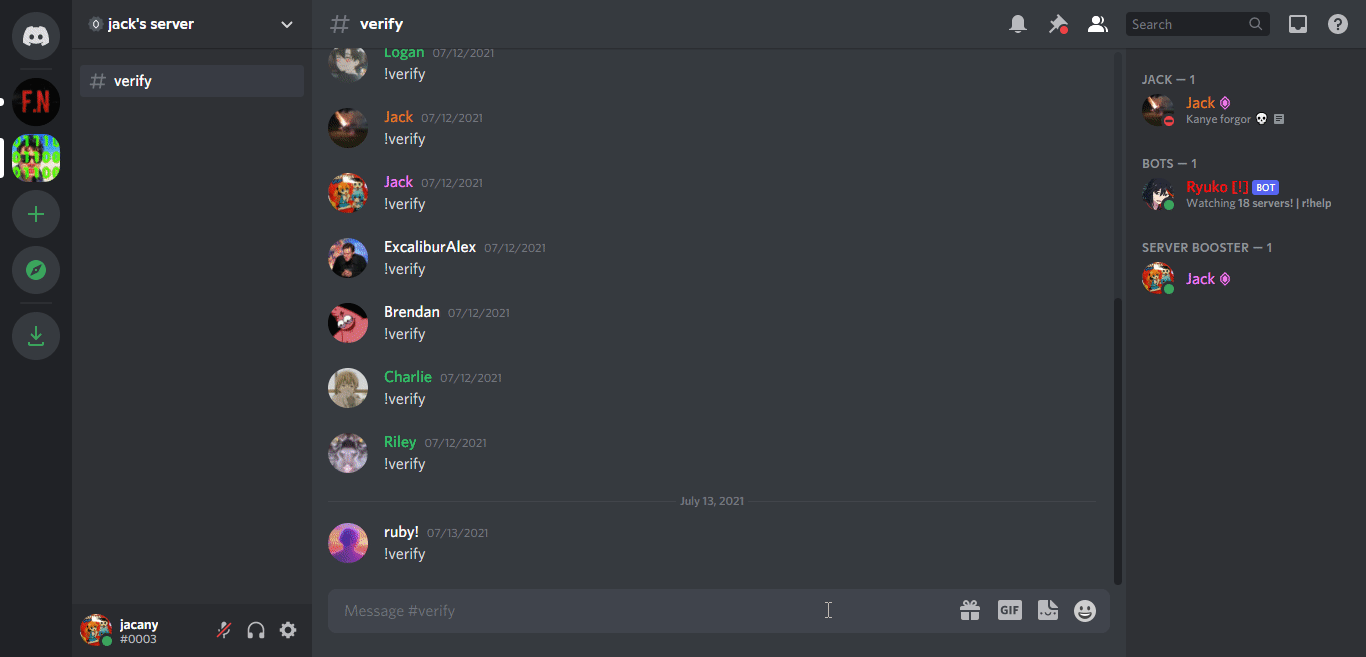 jack's server
verify
F.N
verify
jacany
#0003
Logan 07/12/2021
!verify
Jack 07/12/2021
!verify
Jack 07/12/2021
!verify
ExcaliburAlex 07/12/2021
!verify
Brendan 07/12/2021
!verify
Charlie 07/12/2021
!verify
Riley 07/12/2021
!verify
July 13, 2021
ruby! 07/13/2021
!verify
Message #verify
GIF
Search
JACK — 1
Jack
Kanye forgor 💀
BOTS — 1
Ryuko [!] BOT
Watching 18 servers! | r!help
SERVER BOOSTER — 1
Jack